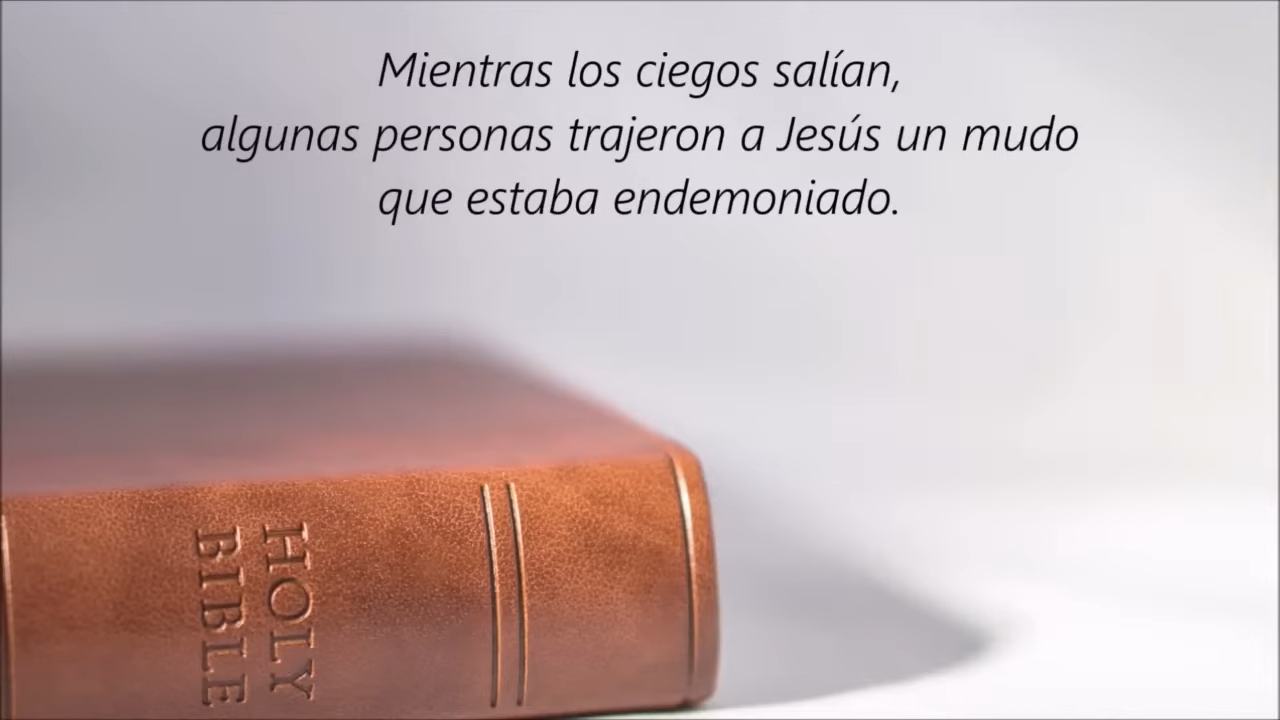 Mientras los ciegos salían,
algunas personas trajeron a Jesús un mudo
que estaba endemoniado.
HOLY
BIBLE